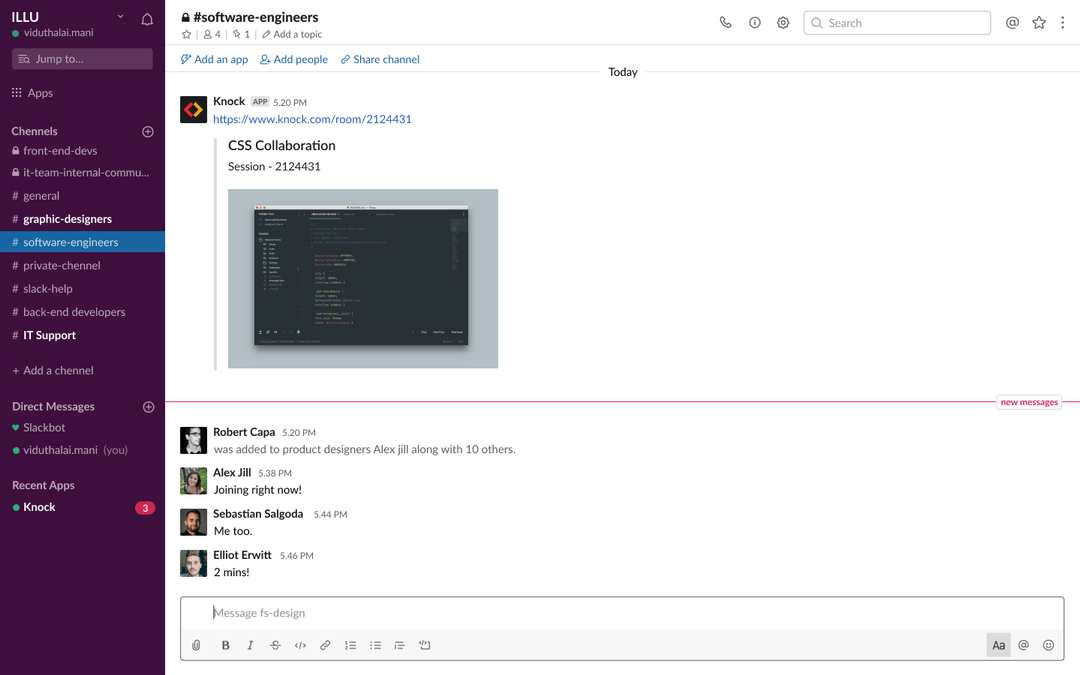 ILLU
viduthalai.mani
Jump to...
Apps
Channels
front-end-devs
it-team-internal-commu...
# general
# graphic-designers
# software-engineers
# private-chennel
# slack-help
# back-end developers
# IT Support
+ Add a channel
Direct Messages
Slackbot
viduthalai.mani (you)
Recent Apps
Knock 3
#software-engineers
4 | 1 | Add a topic
Search
Add an app Add people Share channel
Today
Knock APP 5.20 PM
https://www.knock.com/room/2124431
CSS Collaboration
Session - 2124431
new messages
Robert Capa 5.20 PM
was added to product designers Alex jill along with 10 others.
Alex Jill 5.38 PM
Joining right now!
Sebastian Salgoda 5.44 PM
Me too.
Elliot Erwitt 5.46 PM
2 mins!
Message fs-design
B I S </> Aa @